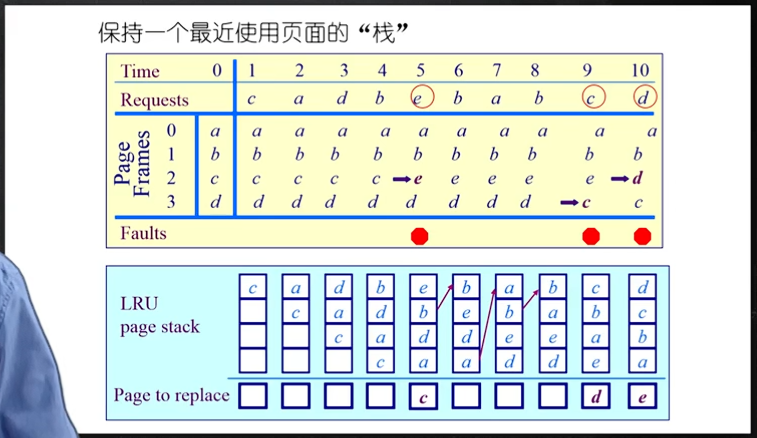 保持一个最近使用页面的“栈”
Time 0 1 2 3 4 5 6 7 8 9 10
Requests c a d b e b a b c d
Page Frames
0 a a a a a a a a a a a
1 b b b b b b b b b b b
2 c c c c c e e e e e d
3 d d d d d d d d d c c
Faults
LRU page stack
c a d b e b a b c d
c a d b e b a b c
c a d d e e a b
c a a d d e a
Page to replace c d e